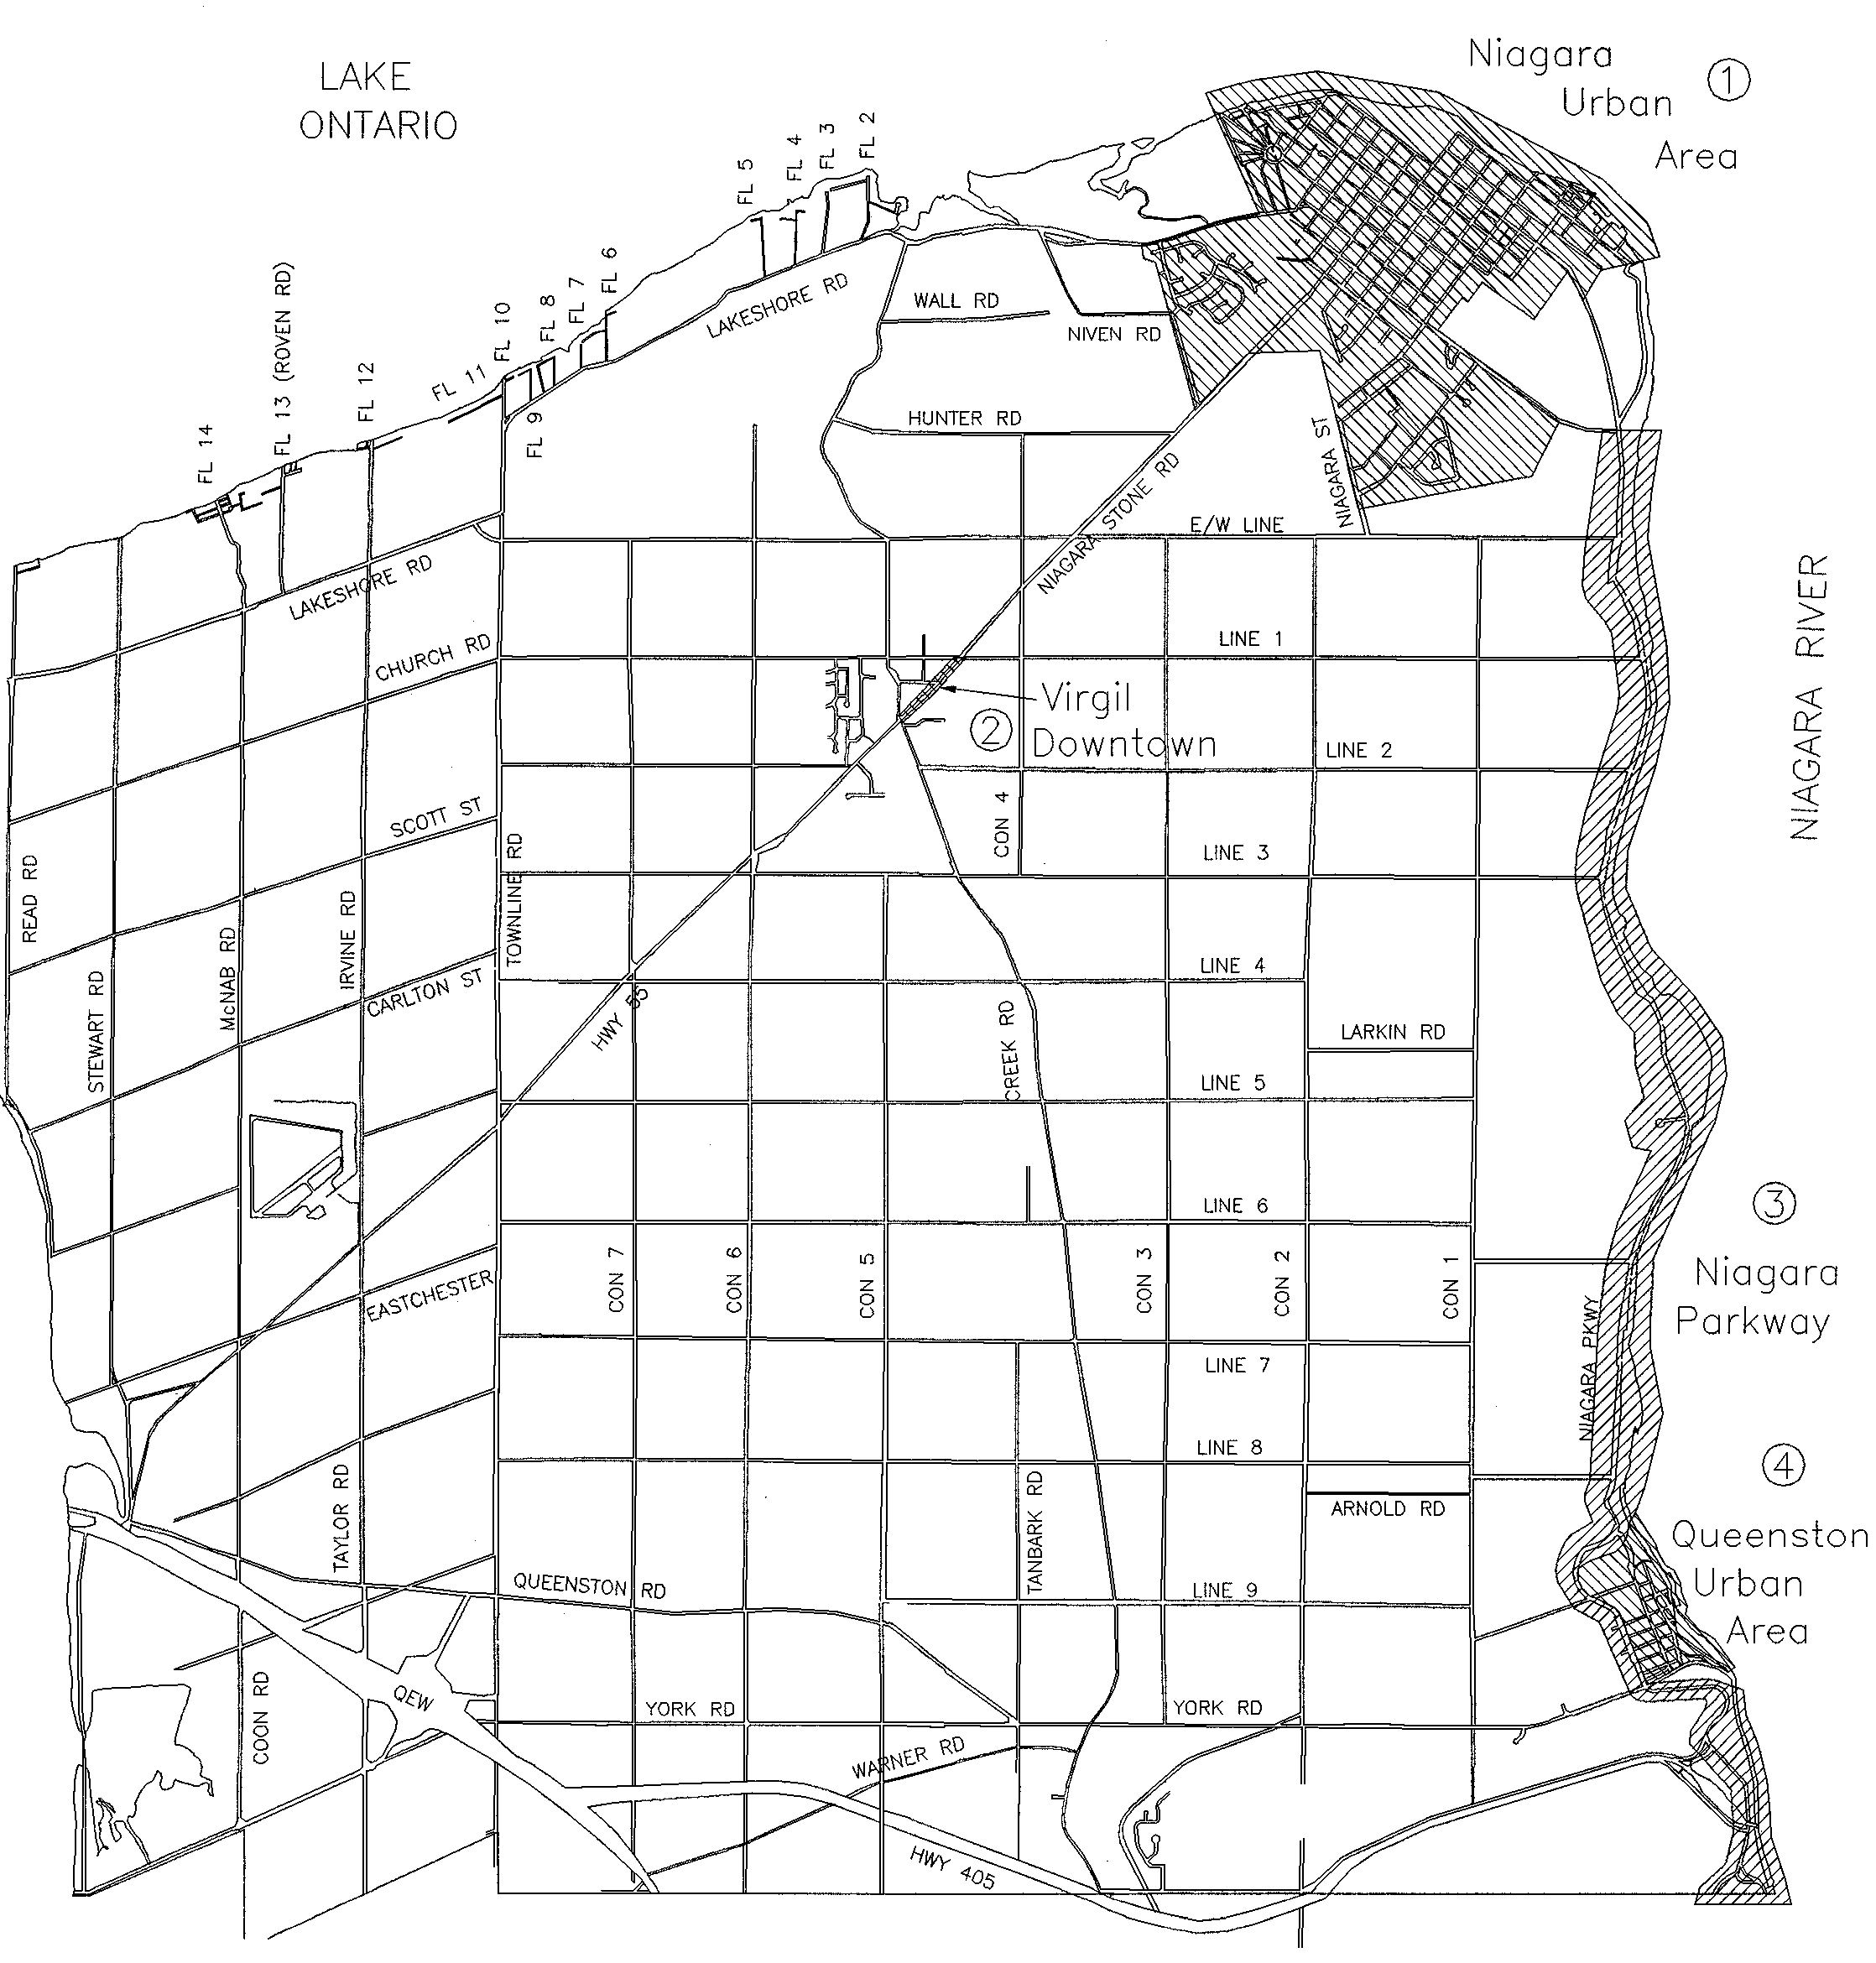 LAKE
ONTARIO
Niagara
Urban
Area
1
FL 5
FL 4
FL 3
FL 2
FL 14
FL 13 (ROVEN RD)
FL 12
FL 11
FL 10
FL 9
FL 8
FL 7
FL 6
LAKESHORE RD
WALL RD
NIVEN RD
HUNTER RD
NIAGARA ST
NIAGARA STONE RD
E/W LINE
LAKESHORE RD
CHURCH RD
LINE 1
Virgil
Downtown
2
LINE 2
NIAGARA RIVER
SCOTT ST
CON 4
LINE 3
READ RD
TOWNLINE RD
McNAB RD
IRVINE RD
CARLTON ST
STEWART RD
HWY 55
LINE 4
CREEK RD
LARKIN RD
LINE 5
LINE 6
3
Niagara
Parkway
EASTCHESTER
CON 7
CON 6
CON 5
CON 3
CON 2
CON 1
NIAGARA PKWY
LINE 7
LINE 8
4
Queenston
Urban
Area
TAYLOR RD
TANBARK RD
ARNOLD RD
QUEENSTON RD
LINE 9
COON RD
QEW
YORK RD
YORK RD
WARNER RD
HWY 405